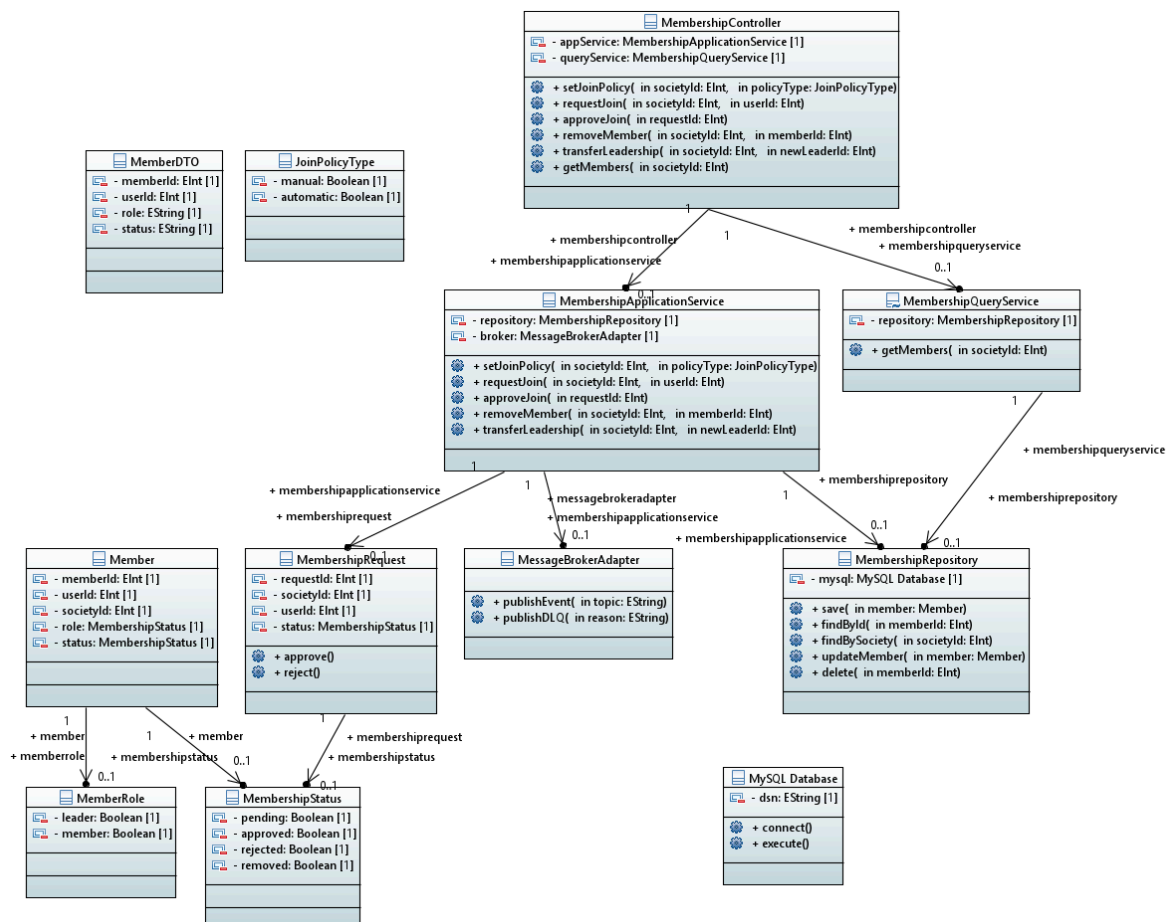 MembershipController
- appService: MembershipApplicationService [1]
- queryService: MembershipQueryService [1]
+ setJoinPolicy( in societyId: EInt, in policyType: JoinPolicyType)
+ requestJoin( in societyId: EInt, in userId: EInt)
+ approveJoin( in requestId: EInt)
+ removeMember( in societyId: EInt, in memberId: EInt)
+ transferLeadership( in societyId: EInt, in newLeaderId: EInt)
+ getMembers( in societyId: EInt)
MemberDTO
- memberId: EInt [1]
- userId: EInt [1]
- role: EString [1]
- status: EString [1]
JoinPolicyType
- manual: Boolean [1]
- automatic: Boolean [1]
1
1
+ membershipcontroller
+ membershipapplicationservice
0..1
+ membershipcontroller
+ membershipqueryservice
0..1
MembershipApplicationService
- repository: MembershipRepository [1]
- broker: MessageBrokerAdapter [1]
+ setJoinPolicy( in societyId: EInt, in policyType: JoinPolicyType)
+ requestJoin( in societyId: EInt, in userId: EInt)
+ approveJoin( in requestId: EInt)
+ removeMember( in societyId: EInt, in memberId: EInt)
+ transferLeadership( in societyId: EInt, in newLeaderId: EInt)
MembershipQueryService
- repository: MembershipRepository [1]
+ getMembers( in societyId: EInt)
1
+ membershipapplicationservice
+ membershiprequest
0..1
1
+ messagebrokeradapter
+ membershipapplicationservice
0..1
1
+ membershiprepository
+ membershipapplicationservice
0..1
1
+ membershipqueryservice
+ membershiprepository
0..1
Member
- memberId: EInt [1]
- userId: EInt [1]
- societyId: EInt [1]
- role: MembershipStatus [1]
- status: MembershipStatus [1]
MembershipRequest
- requestId: EInt [1]
- societyId: EInt [1]
- userId: EInt [1]
- status: MembershipStatus [1]
+ approve()
+ reject()
MessageBrokerAdapter
+ publishEvent( in topic: EString)
+ publishDLQ( in reason: EString)
MembershipRepository
- mysql: MySQL Database [1]
+ save( in member: Member)
+ findById( in memberId: EInt)
+ findBySociety( in societyId: EInt)
+ updateMember( in member: Member)
+ delete( in memberId: EInt)
1
+ member
+ memberrole
0..1
1
+ member
+ membershipstatus
0..1
1
+ membershiprequest
+ membershipstatus
0..1
MemberRole
- leader: Boolean [1]
- member: Boolean [1]
MembershipStatus
- pending: Boolean [1]
- approved: Boolean [1]
- rejected: Boolean [1]
- removed: Boolean [1]
MySQL Database
- dsn: EString [1]
+ connect()
+ execute()